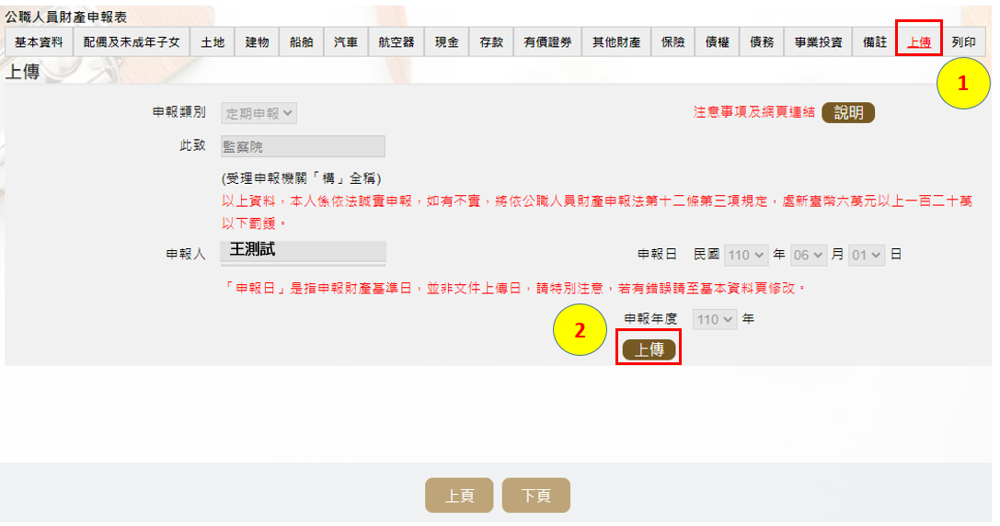 公職人員財產申報表
基本資料 配偶及未成年子女 土地 建物 船舶 汽車 航空器 現金 存款 有價證券 其他財產 保險 債權 債務 事業投資 備註 上傳 列印
上傳
1
申報類別 定期申報 注意事項及網頁連結 說明
此致 監察院
(受理申報機關「構」全稱)
以上資料，本人係依法誠實申報，如有不實，將依公職人員財產申報法第十二條第三項規定，處新臺幣六萬元以上一百二十萬
以下罰鍰。
申報人 王測試 申報日 民國 110 年 06 月 01 日
「申報日」是指申報財產基準日，並非文件上傳日，請特別注意，若有錯誤請至基本資料頁修改。
申報年度 110 年
2
上傳
上頁 下頁